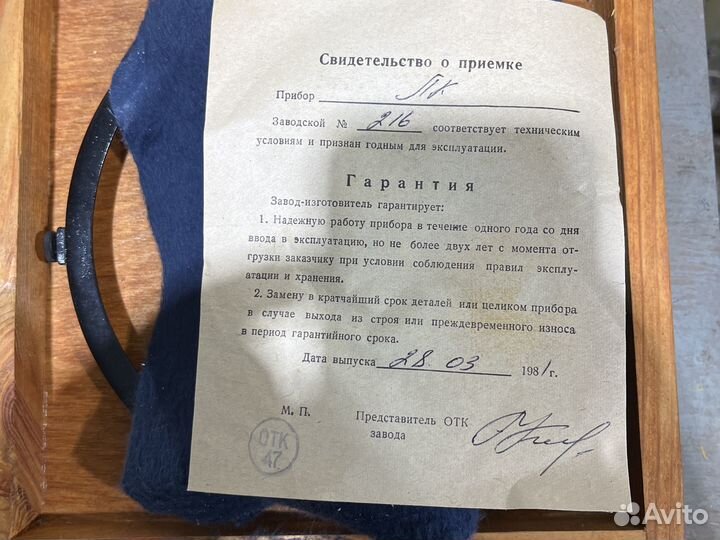 Свидетельство о приемке
Прибор ПК
Заводской № 216 соответствует техническим
условиям и признан годным для эксплуатации.
Гарантия
Завод-изготовитель гарантирует:
1. Надежную работу прибора в течение одного года со дня
ввода в эксплуатацию, но не более двух лет с момента от-
грузки заказчику при условии соблюдения правил эксплу-
атации и хранения.
2. Замену в кратчайший срок деталей или целиком прибора
в случае выхода из строя или преждевременного износа
в период гарантийного срока.
Дата выпуска 28.03 1981 г.
М. П. Представитель ОТК
завода
ОТК
47
Avito